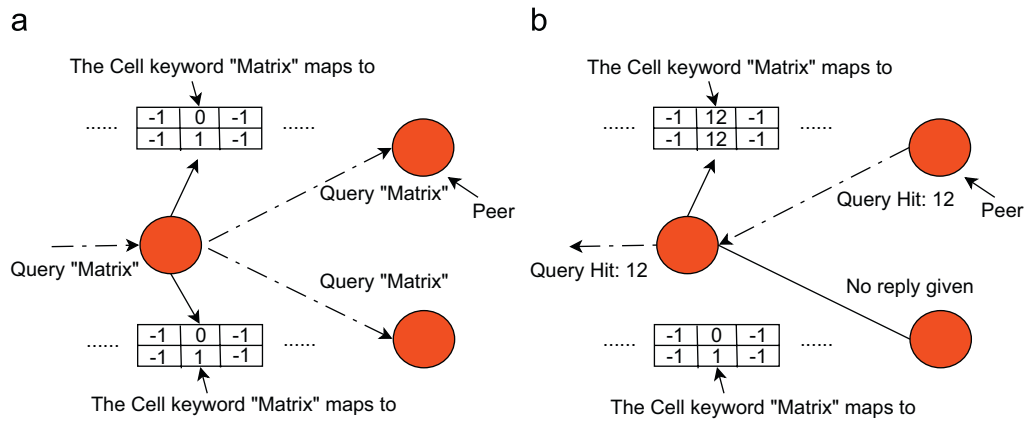 a
The Cell keyword "Matrix" maps to
...... -1 0 -1 ......
-1 1 -1
Query "Matrix"
Peer
Query "Matrix"
Query "Matrix"
...... -1 0 -1 ......
-1 1 -1
The Cell keyword "Matrix" maps to
b
The Cell keyword "Matrix" maps to
...... -1 12 -1 ......
-1 12 -1
Query Hit: 12
Peer
Query Hit: 12
No reply given
...... -1 0 -1 ......
-1 1 -1
The Cell keyword "Matrix" maps to